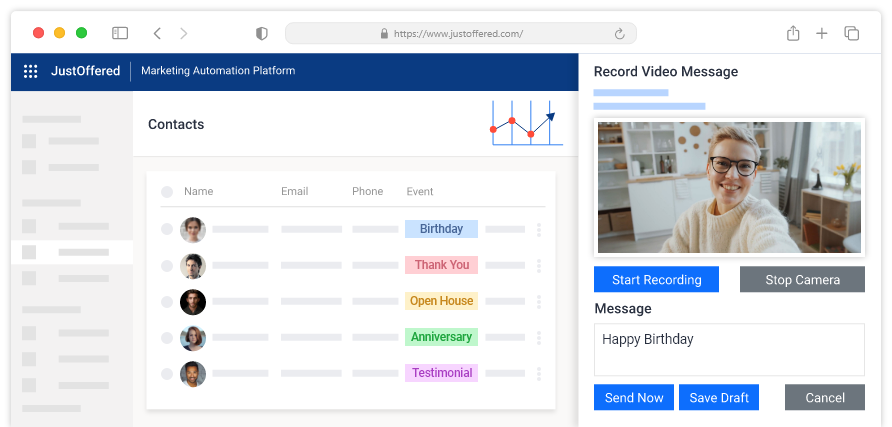 https://www.justoffered.com/
JustOffered
Marketing Automation Platform
Contacts
Name Email Phone Event
Birthday
Thank You
Open House
Anniversary
Testimonial
Record Video Message
Start Recording
Stop Camera
Message
Happy Birthday
Send Now
Save Draft
Cancel